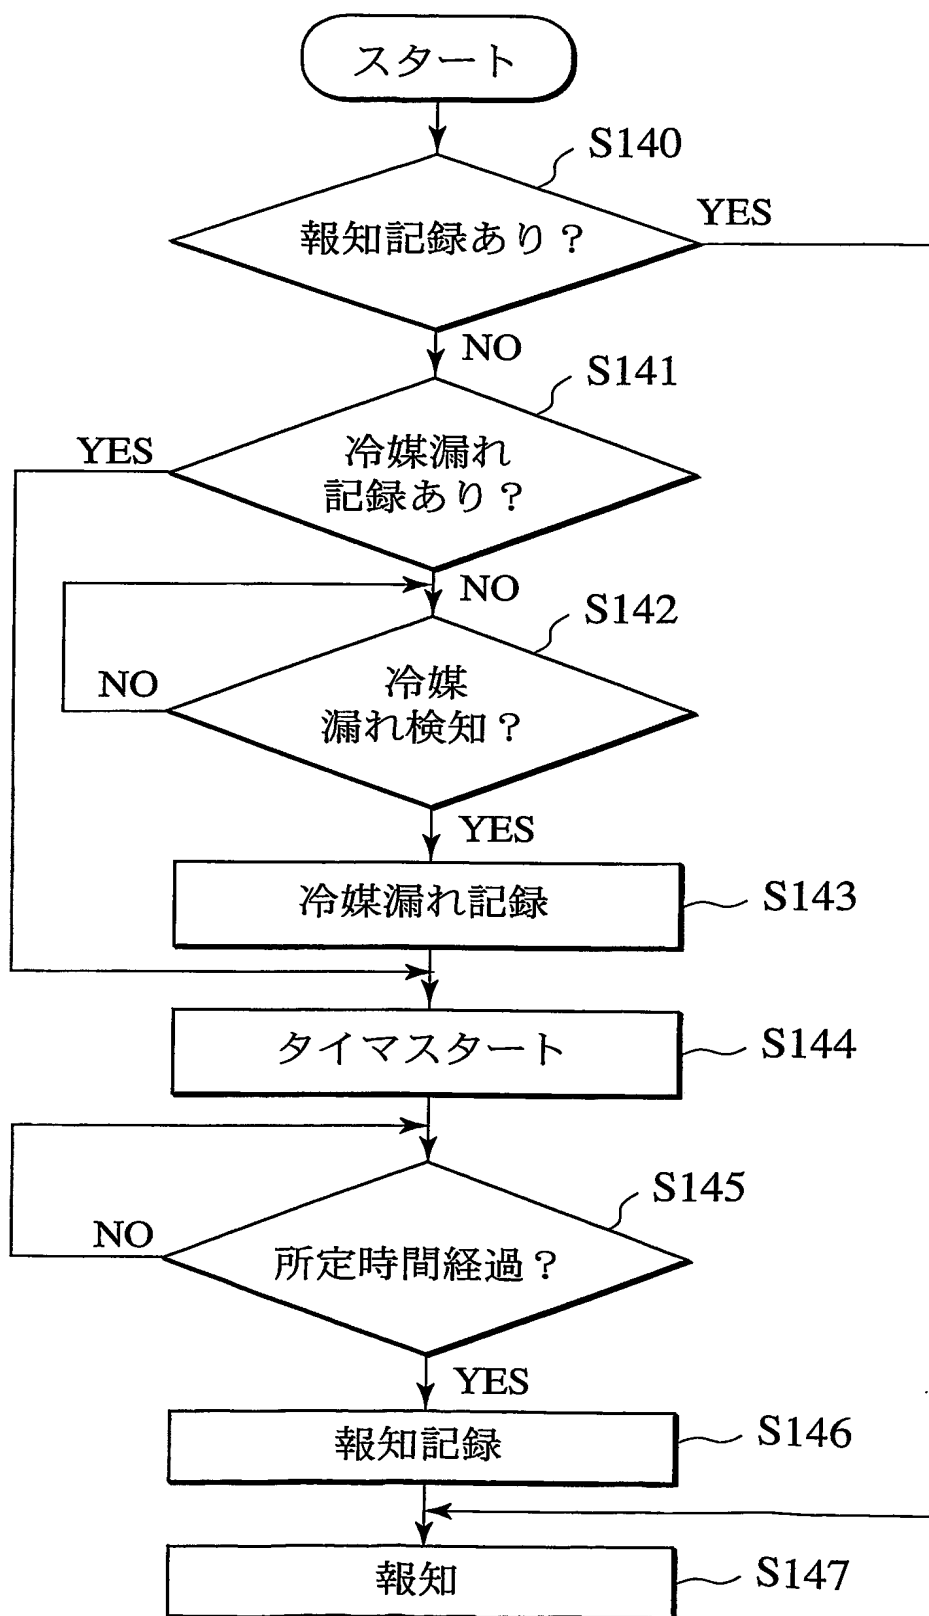 スタート
S140
報知記録あり？
YES
NO
S141
YES
冷媒漏れ
記録あり？
NO
S142
冷媒
漏れ検知？
NO
YES
冷媒漏れ記録
S143
タイマスタート
S144
S145
NO
所定時間経過？
YES
報知記録
S146
報知
S147